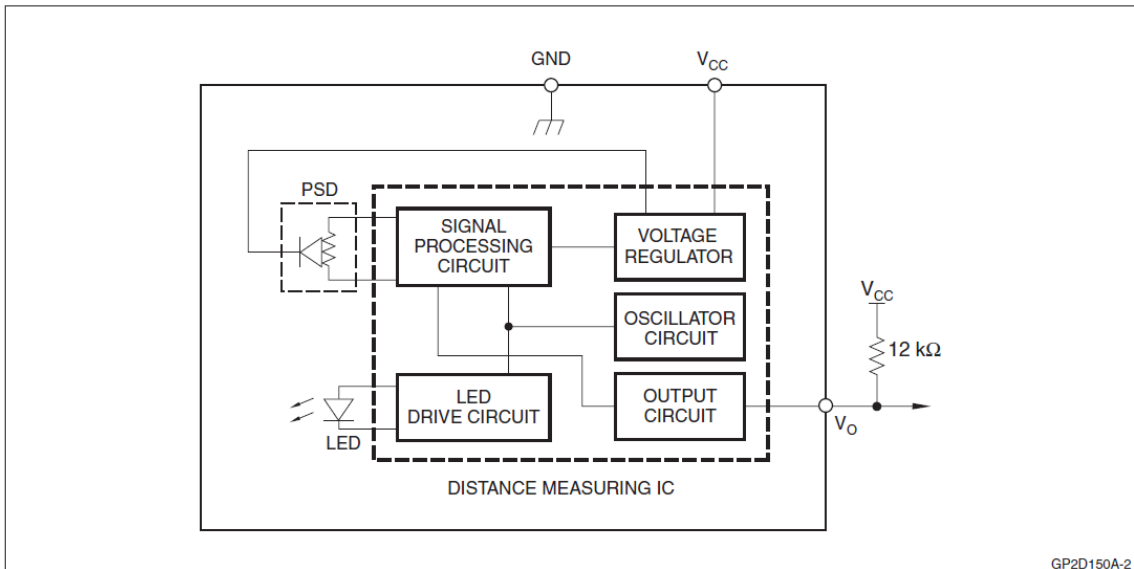 GND
VCC
PSD
SIGNAL
PROCESSING
CIRCUIT
VOLTAGE
REGULATOR
VCC
OSCILLATOR
CIRCUIT
12 kΩ
LED
DRIVE CIRCUIT
OUTPUT
CIRCUIT
VO
LED
DISTANCE MEASURING IC
GP2D150A-2